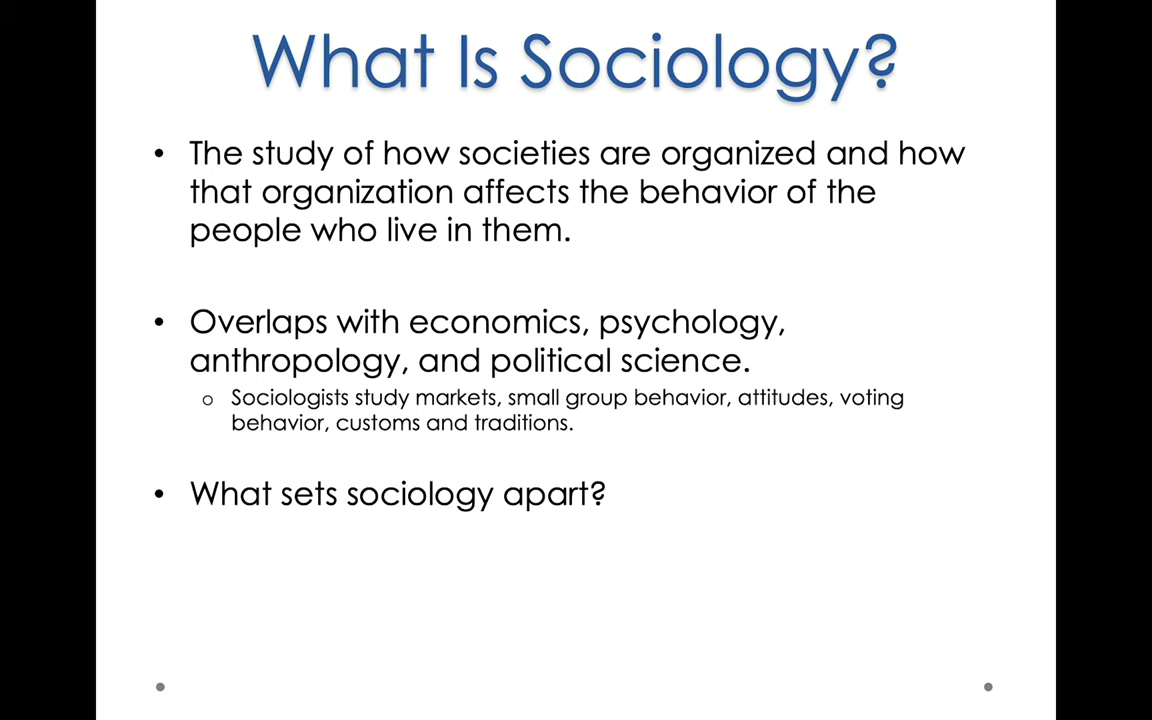 What Is Sociology?
• The study of how societies are organized and how
that organization affects the behavior of the
people who live in them.
• Overlaps with economics, psychology,
anthropology, and political science.
o Sociologists study markets, small group behavior, attitudes, voting
behavior, customs and traditions.
• What sets sociology apart?